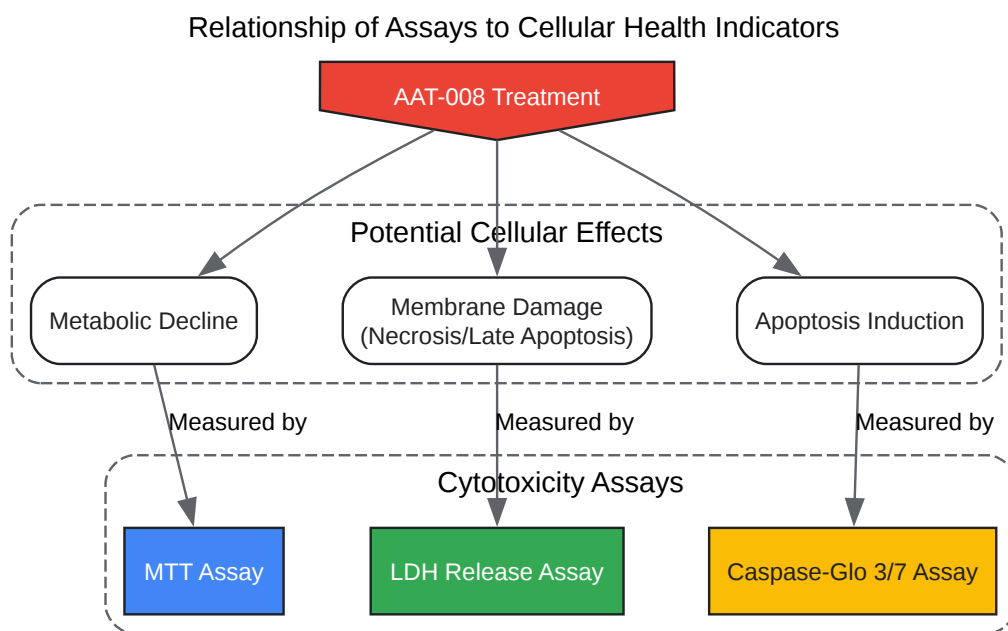 Relationship of Assays to Cellular Health Indicators
AAT-008 Treatment
Potential Cellular Effects
Metabolic Decline
Membrane Damage
(Necrosis/Late Apoptosis)
Apoptosis Induction
Measured by
Measured by
Measured by
Cytotoxicity Assays
MTT Assay
LDH Release Assay
Caspase-Glo 3/7 Assay